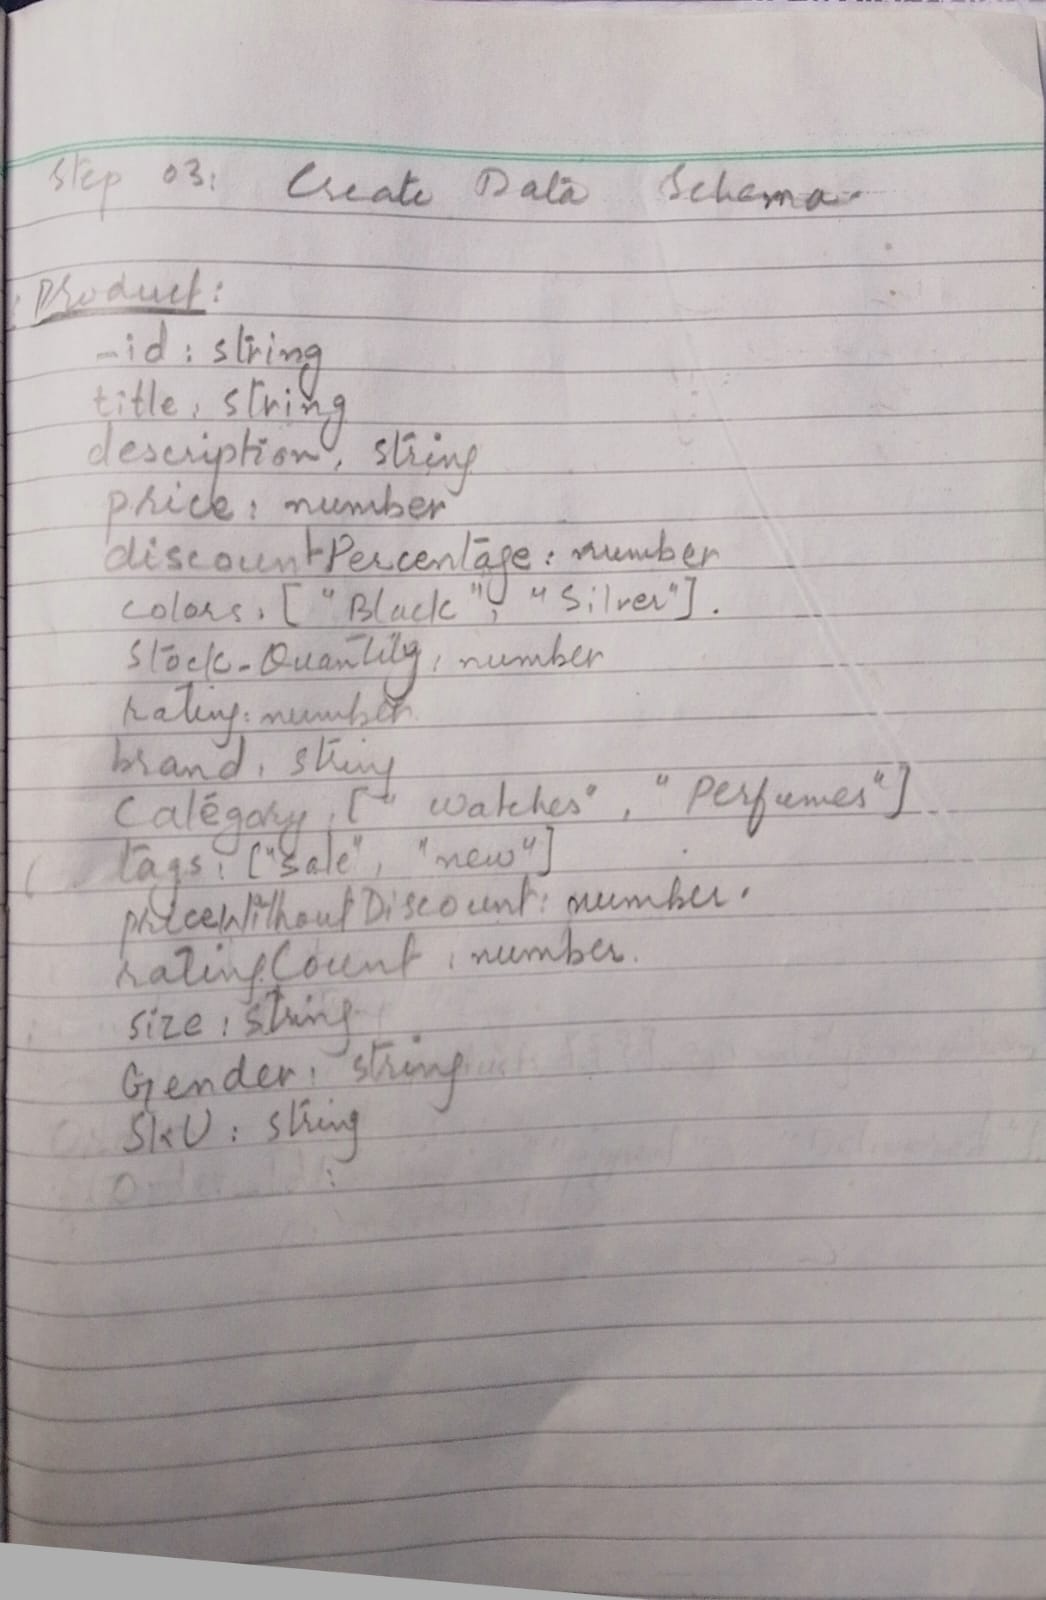 Step 03: Create Data Schema
Product:
_id: string
title: string
description: string
price: number
discountPercentage: number
colors: ["Black", "Silver"].
Stock-Quantity: number
rating: number
brand: string
Category: ["watches", "Perfumes"]
tags: ["sale", "new"]
priceWithoutDiscount: number.
ratingCount: number.
size: string
Gender: string
SKU: string